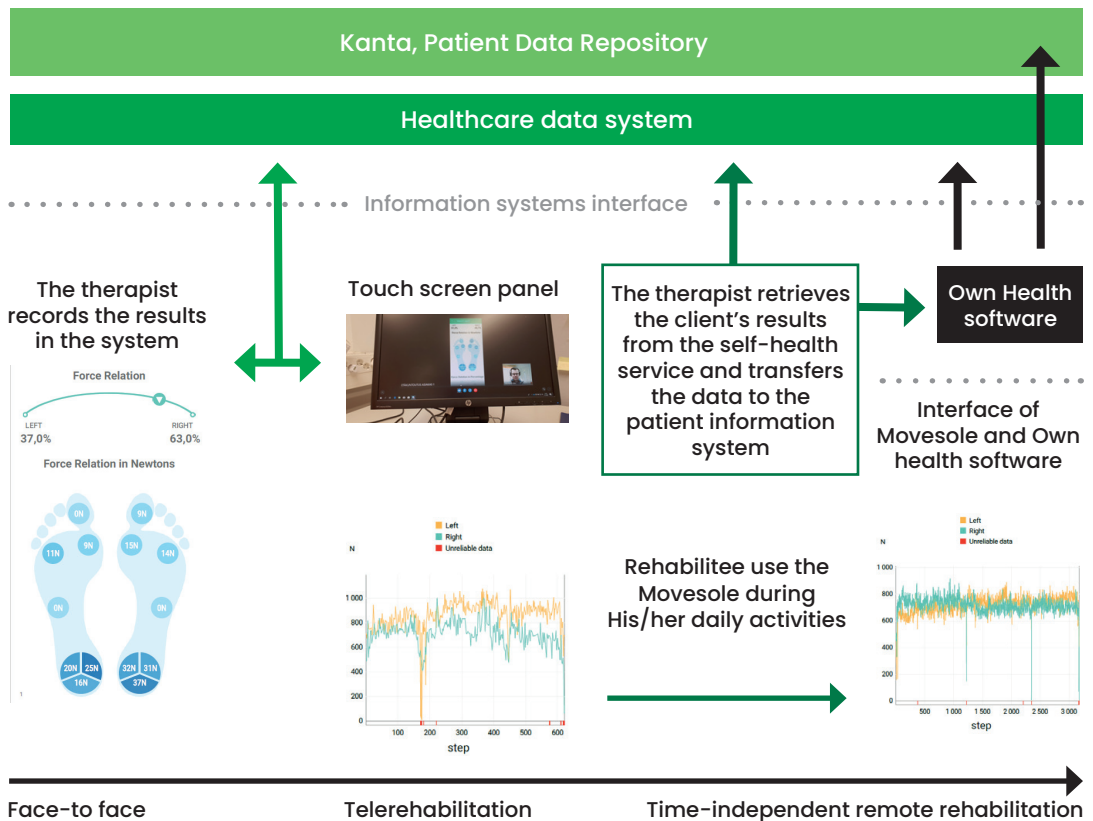 Kanta, Patient Data Repository
Healthcare data system
Information systems interface
The therapist
records the results
in the system
Force Relation
LEFT
37,0%
RIGHT
63,0%
Force Relation in Newtons
0N
9N
11N
9N
15N
14N
0N
0N
20N
25N
16N
32N
31N
37N
1
Touch screen panel
The therapist retrieves
the client's results
from the self-health
service and transfers
the data to the
patient information
system
Own Health
software
Interface of
Movesole and Own
health software
Left
Right
Unreliable data
N
1 000
800
600
400
200
0
100
200
300
400
500
600
step
Rehabilitee use the
Movesole during
His/her daily activities
Left
Right
Unreliable data
N
1 000
800
600
400
200
0
500
1 000
1 500
2 000
2 500
3 000
step
Face-to face
Telerehabilitation
Time-independent remote rehabilitation